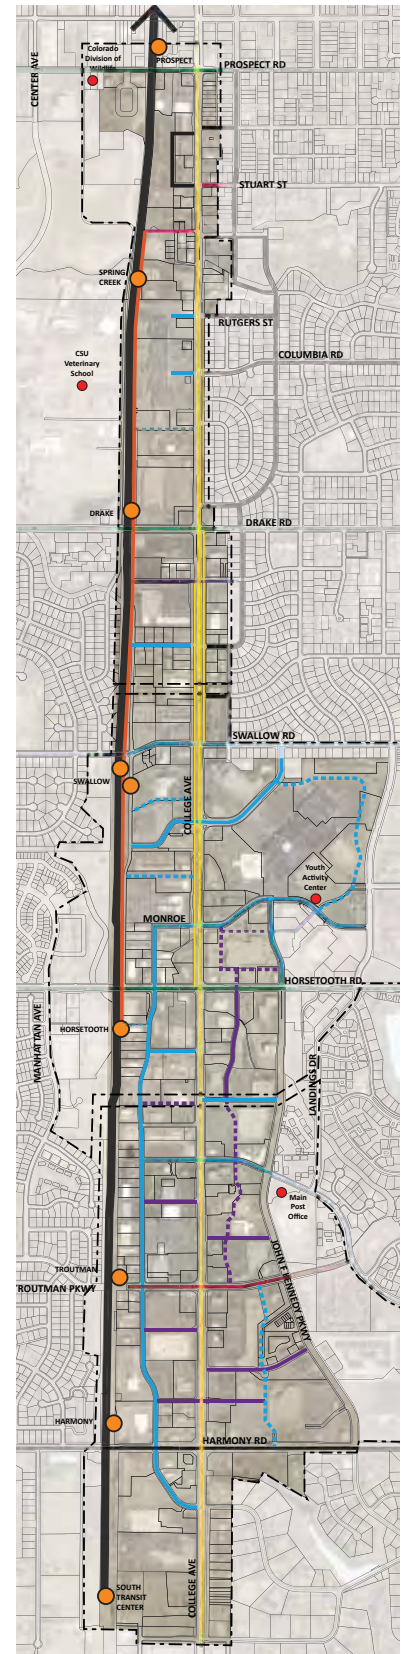 CENTER AVE
Colorado
Division of
Wildlife
PROSPECT
PROSPECT RD
STUART ST
SPRING
CREEK
RUTGERS ST
COLUMBIA RD
CSU
Veterinary
School
DRAKE
DRAKE RD
SWALLOW RD
SWALLOW
COLLEGE AVE
Youth
Activity
Center
MONROE
HORSETOOTH RD
MANHATTAN AVE
HORSETOOTH
LANDINGS DR
Main
Post
Office
JOHN F KENNEDY PKWY
TROUTMAN
TROUTMAN PKWY
HARMONY
HARMONY RD
COLLEGE AVE
SOUTH
TRANSIT
CENTER